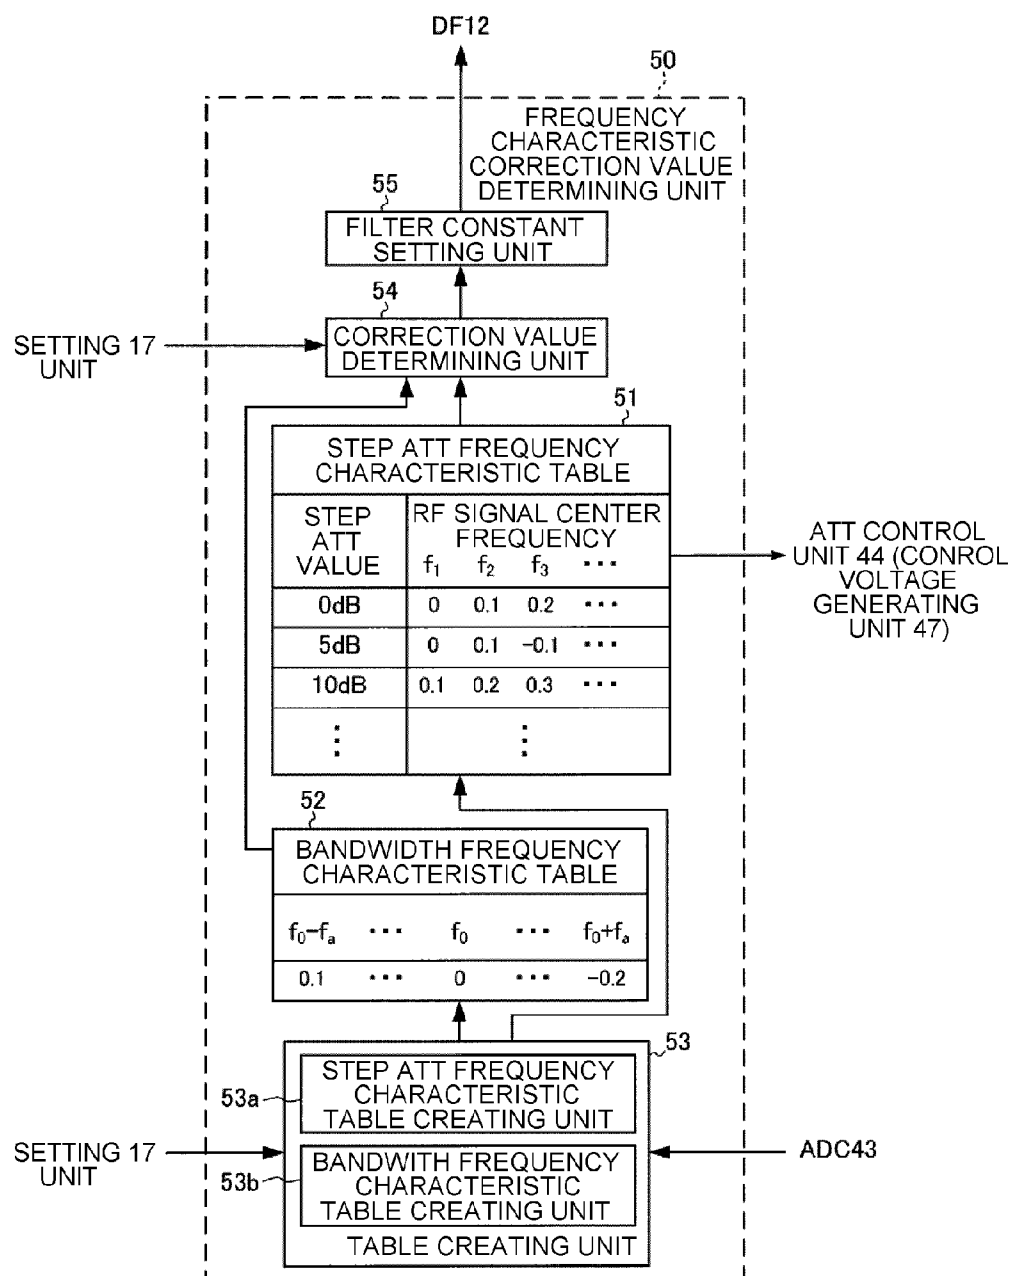 DF12
50
FREQUENCY
CHARACTERISTIC
CORRECTION VALUE
DETERMINING UNIT
55
FILTER CONSTANT
SETTING UNIT
54
CORRECTION VALUE
DETERMINING UNIT
SETTING 17
UNIT
51
STEP ATT FREQUENCY
CHARACTERISTIC TABLE
STEP
ATT
VALUE
RF SIGNAL CENTER
FREQUENCY
f1 f2 f3 ···
0dB 0 0.1 0.2 ···
5dB 0 0.1 −0.1 ···
10dB 0.1 0.2 0.3 ···
⋮ ⋮
ATT CONTROL
UNIT 44 (CONROL
VOLTAGE
GENERATING
UNIT 47)
52
BANDWIDTH FREQUENCY
CHARACTERISTIC TABLE
f0−fa ··· f0 ··· f0+fa
0.1 ··· 0 ··· −0.2
53
53a
STEP ATT FREQUENCY
CHARACTERISTIC
TABLE CREATING UNIT
SETTING 17
UNIT
ADC43
53b
BANDWITH FREQUENCY
CHARACTERISTIC
TABLE CREATING UNIT
TABLE CREATING UNIT